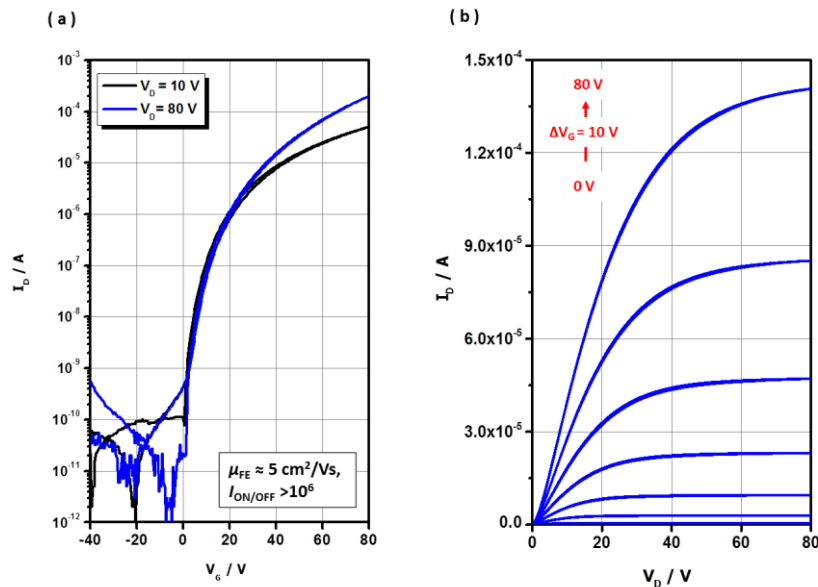 ( a )
10⁻³
10⁻⁴
10⁻⁵
10⁻⁶
10⁻⁷
10⁻⁸
10⁻⁹
10⁻¹⁰
10⁻¹¹
10⁻¹²
I_D / A
V_D = 10 V
V_D = 80 V
μ_FE ≈ 5 cm²/Vs,
I_ON/OFF >10⁶
-40 -20 0 20 40 60 80
V_G / V
( b )
1.5x10⁻⁴
1.2x10⁻⁴
9.0x10⁻⁵
6.0x10⁻⁵
3.0x10⁻⁵
0.0
I_D / A
80 V
ΔV_G = 10 V
0 V
0 20 40 60 80
V_D / V